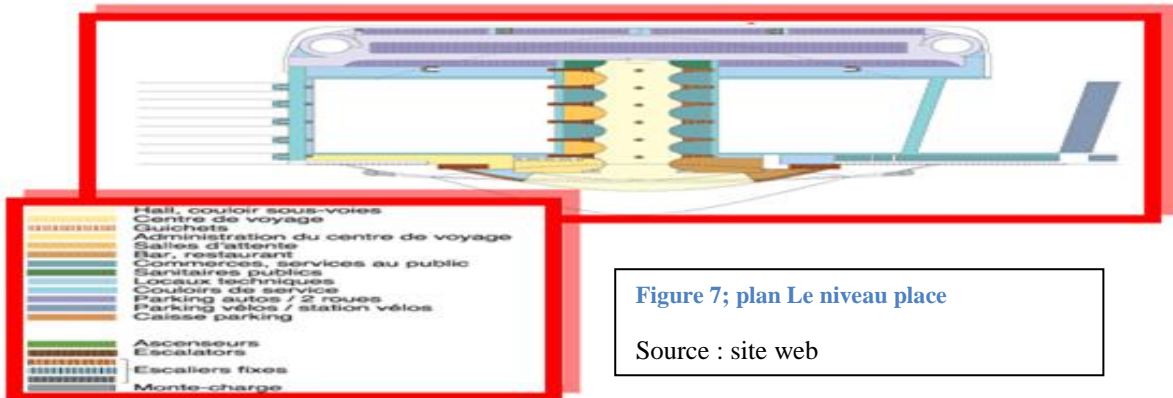 Hall, couloir sous-voies
Centre de voyage
Guichets
Administration du centre de voyage
Salles d'attente
Bar, restaurant
Commerces, services au public
Sanitaires publics
Locaux techniques
Couloirs de service
Parking autos / 2 roues
Parking vélos / station vélos
Caisse parking
Ascenseurs
Escalators
Escaliers fixes
Monte-charge
Figure 7; plan Le niveau place
Source : site web